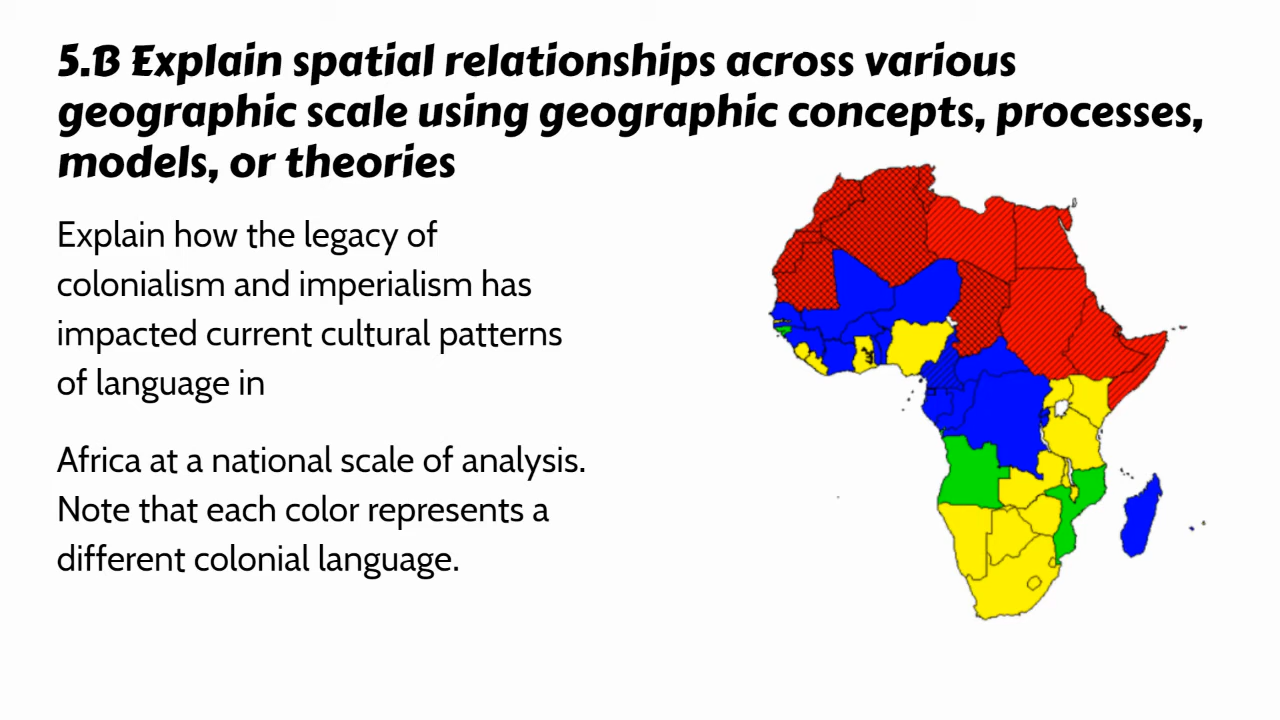 5.B Explain spatial relationships across various
geographic scale using geographic concepts, processes,
models, or theories
Explain how the legacy of
colonialism and imperialism has
impacted current cultural patterns
of language in
Africa at a national scale of analysis.
Note that each color represents a
different colonial language.